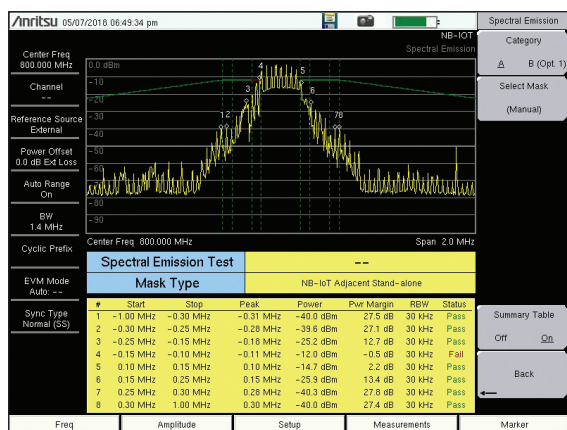 Anritsu 05/07/2018 06:49:34 pm
Spectral Emission
NB-IOT
Spectral Emission
Center Freq
800.000 MHz
Channel
--
Reference Source
External
Power Offset
0.0 dB Ext Loss
Auto Range
On
BW
1.4 MHz
Cyclic Prefix
EVM Mode
Auto: --
Sync Type
Normal (SS)
0.0 dBm
-10
-20
-30
-40
-50
-60
-70
-80
-90
1 2 3 4 5 6 7 8
Center Freq 800.000 MHz Span 2.0 MHz
Spectral Emission Test --
Mask Type NB-IoT Adjacent Stand-alone
# Start Stop Peak Power Pwr Margin RBW Status
1 -1.00 MHz -0.30 MHz -0.31 MHz -40.0 dBm 27.5 dB 30 kHz Pass
2 -0.30 MHz -0.25 MHz -0.28 MHz -39.6 dBm 27.1 dB 30 kHz Pass
3 -0.25 MHz -0.15 MHz -0.18 MHz -25.2 dBm 12.7 dB 30 kHz Pass
4 -0.15 MHz -0.10 MHz -0.11 MHz -12.0 dBm -0.5 dB 30 kHz Fail
5 0.10 MHz 0.15 MHz 0.10 MHz -14.7 dBm 2.2 dB 30 kHz Pass
6 0.15 MHz 0.25 MHz 0.15 MHz -25.9 dBm 13.4 dB 30 kHz Pass
7 0.25 MHz 0.30 MHz 0.28 MHz -40.3 dBm 27.8 dB 30 kHz Pass
8 0.30 MHz 1.00 MHz 0.30 MHz -40.0 dBm 27.4 dB 30 kHz Pass
Category
A B (Opt. 1)
Select Mask
(Manual)
Summary Table
Off On
Back
Freq Amplitude Setup Measurements Marker